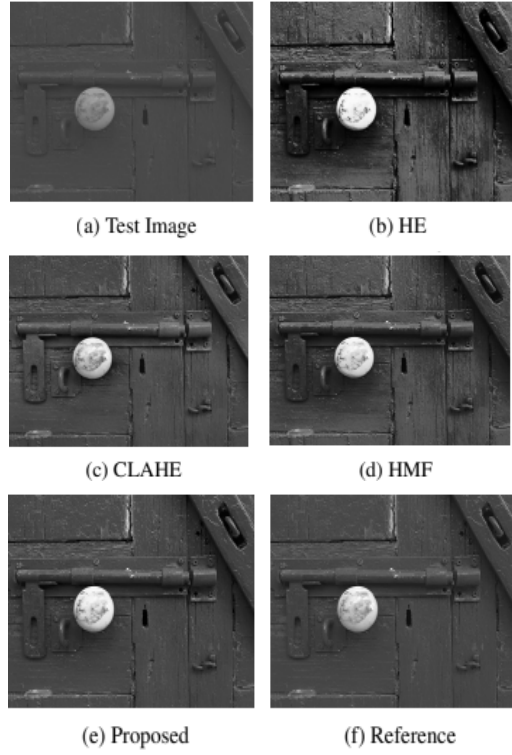 (a) Test Image
(b) HE
(c) CLAHE
(d) HMF
(e) Proposed
(f) Reference